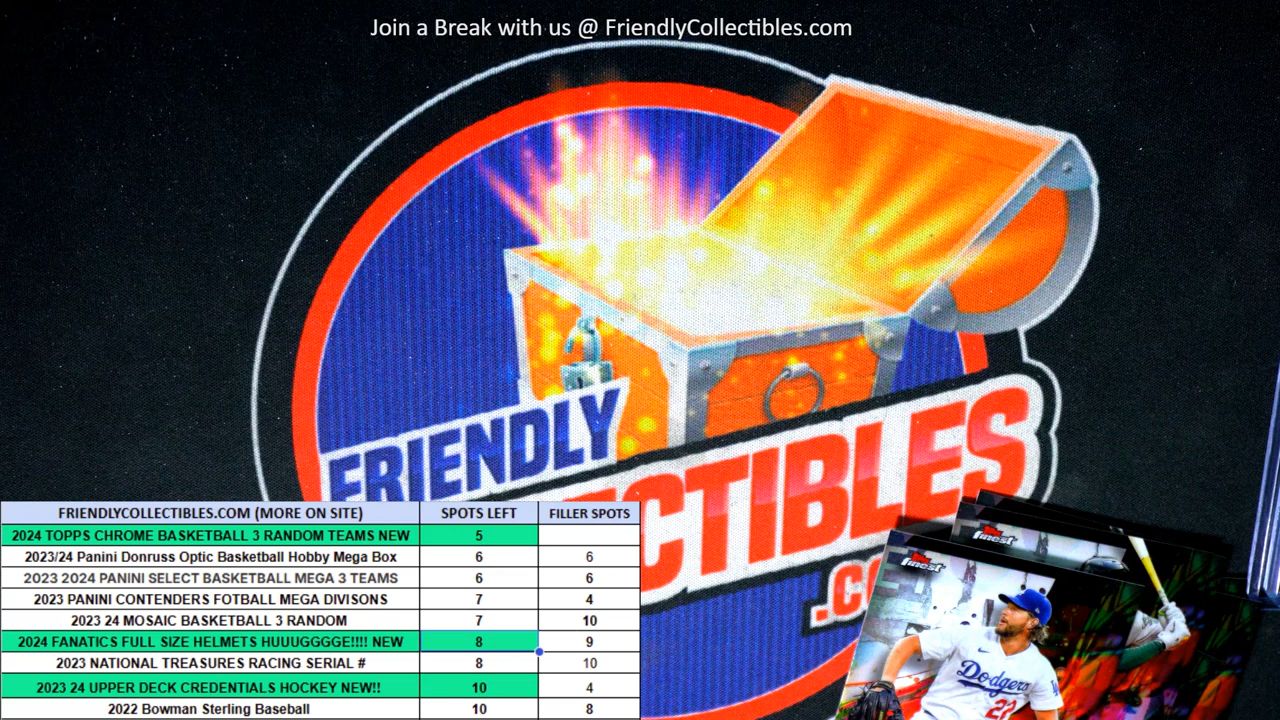 Join a Break with us @ FriendlyCollectibles.com
FRIENDLY
CTIBLES
.CO
FRIENDLYCOLLECTIBLES.COM (MORE ON SITE) SPOTS LEFT FILLER SPOTS
2024 TOPPS CHROME BASKETBALL 3 RANDOM TEAMS NEW 5
2023/24 Panini Donruss Optic Basketball Hobby Mega Box 6 6
2023 2024 PANINI SELECT BASKETBALL MEGA 3 TEAMS 6 6
2023 PANINI CONTENDERS FOTBALL MEGA DIVISONS 7 4
2023 24 MOSAIC BASKETBALL 3 RANDOM 7 10
2024 FANATICS FULL SIZE HELMETS HUUUGGGGE!!!! NEW 8 9
2023 NATIONAL TREASURES RACING SERIAL # 8 10
2023 24 UPPER DECK CREDENTIALS HOCKEY NEW!! 10 4
2022 Bowman Sterling Baseball 10 8
finest
finest
Dodgers
22